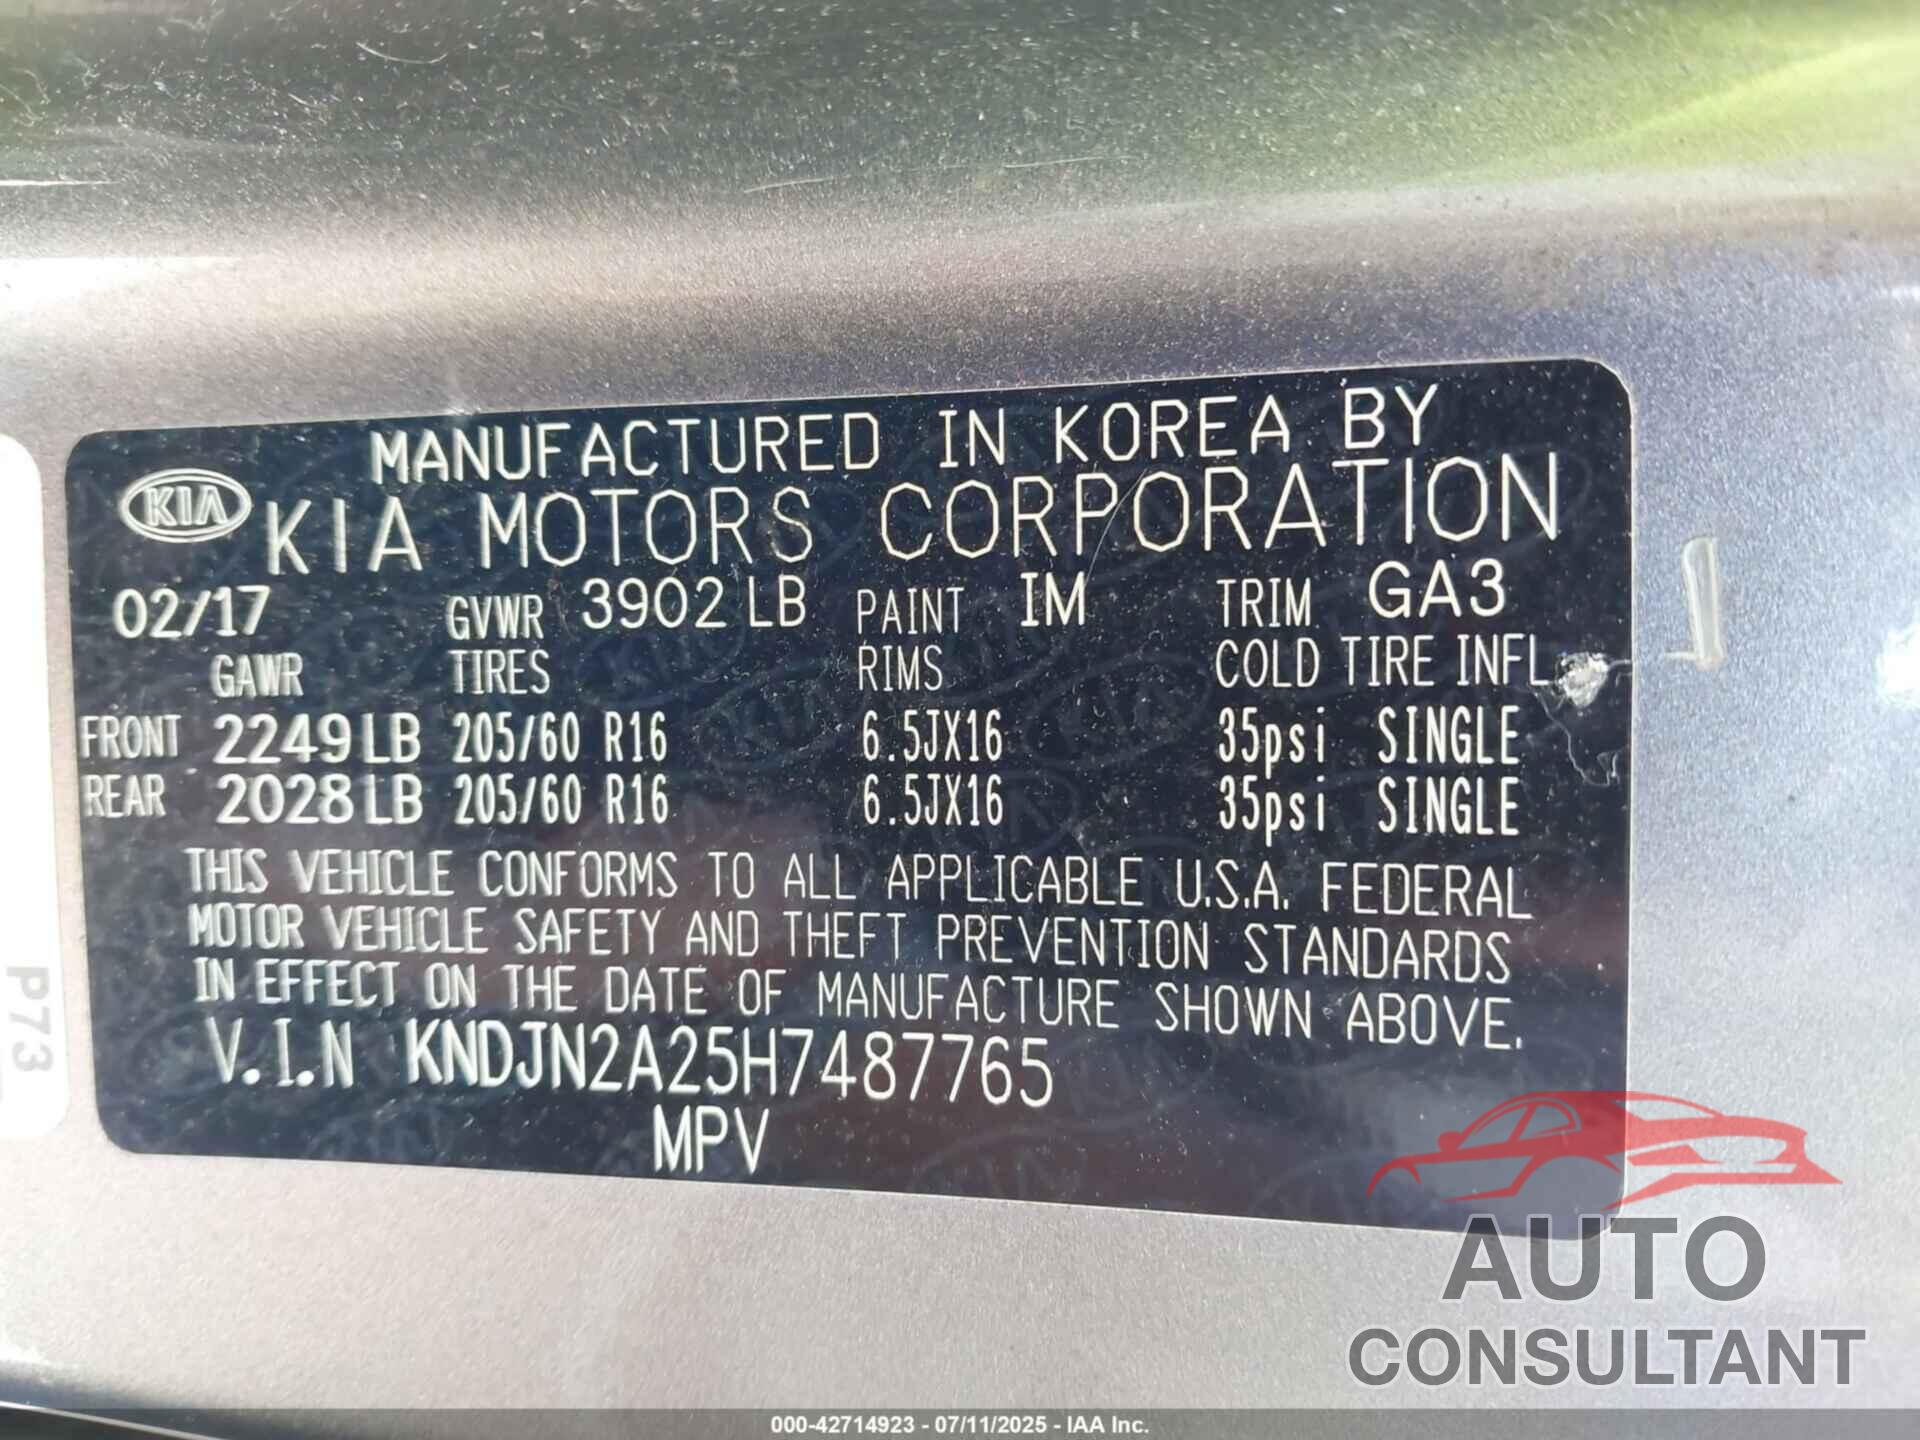 MANUFACTURED IN KOREA BY
KIA KIA MOTORS CORPORATION
02/17 GVWR 3902 LB PAINT IM TRIM GA3
GAWR TIRES RIMS COLD TIRE INFL
FRONT 2249 LB 205/60 R16 6.5JX16 35psi SINGLE
REAR 2028 LB 205/60 R16 6.5JX16 35psi SINGLE
THIS VEHICLE CONFORMS TO ALL APPLICABLE U.S.A. FEDERAL
MOTOR VEHICLE SAFETY AND THEFT PREVENTION STANDARDS
IN EFFECT ON THE DATE OF MANUFACTURE SHOWN ABOVE.
V.I.N KNDJN2A25H7487765
MPV
P73
AUTO
CONSULTANT
000-42714923 - 07/11/2025 - IAA Inc.